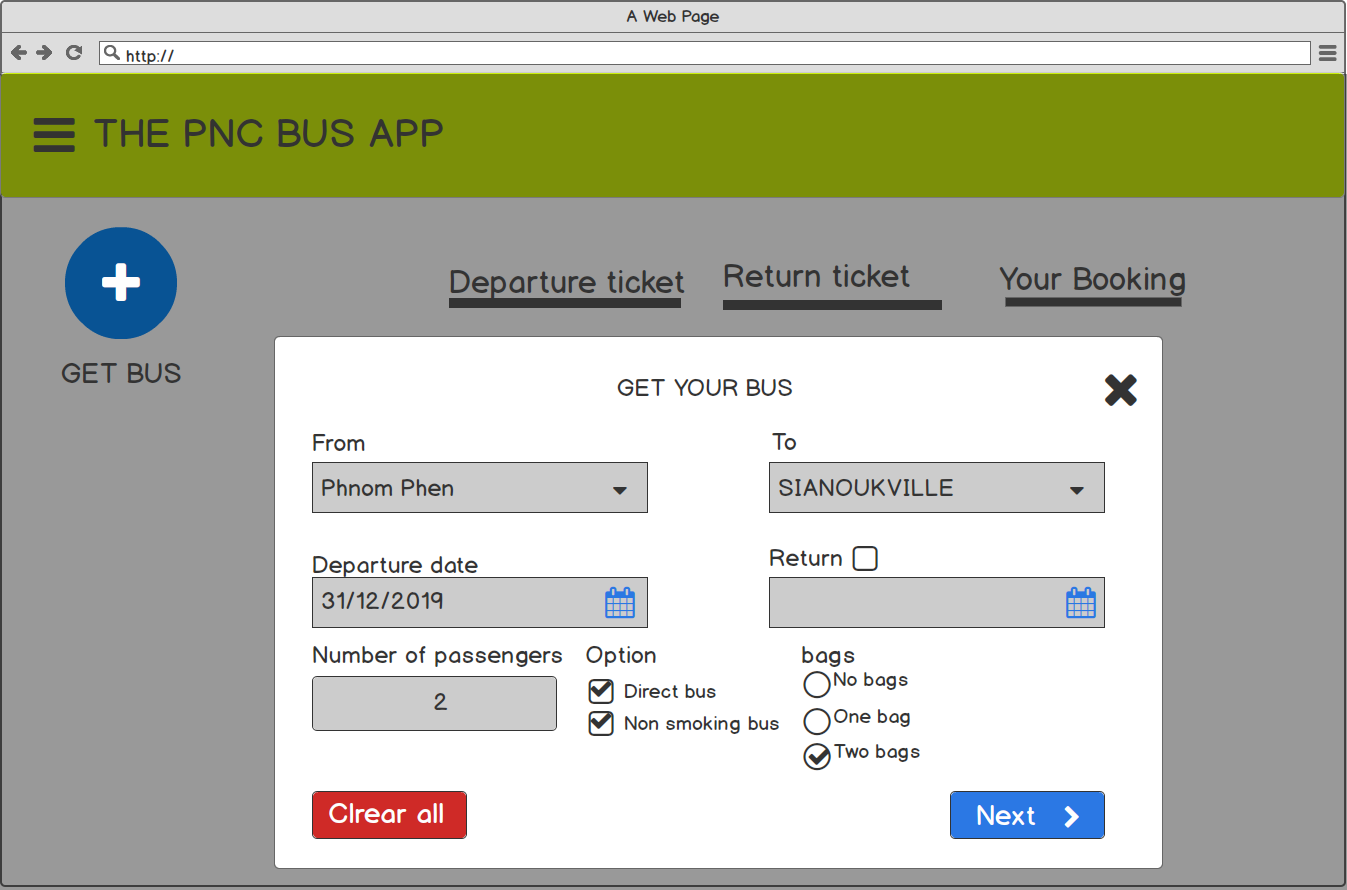 A Web Page
http://
THE PNC BUS APP
Departure ticket
Return ticket
Your Booking
GET BUS
GET YOUR BUS
From
To
Phnom Phen
SIANOUKVILLE
Departure date
Return
31/12/2019
Number of passengers
Option
bags
2
Direct bus
Non smoking bus
No bags
One bag
Two bags
Clrear all
Next